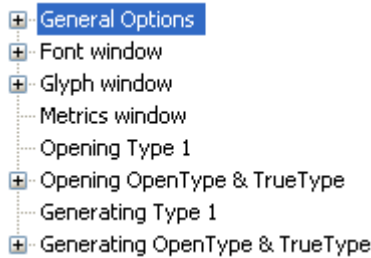 General Options
Font window
Glyph window
Metrics window
Opening Type 1
Opening OpenType & TrueType
Generating Type 1
Generating OpenType & TrueType